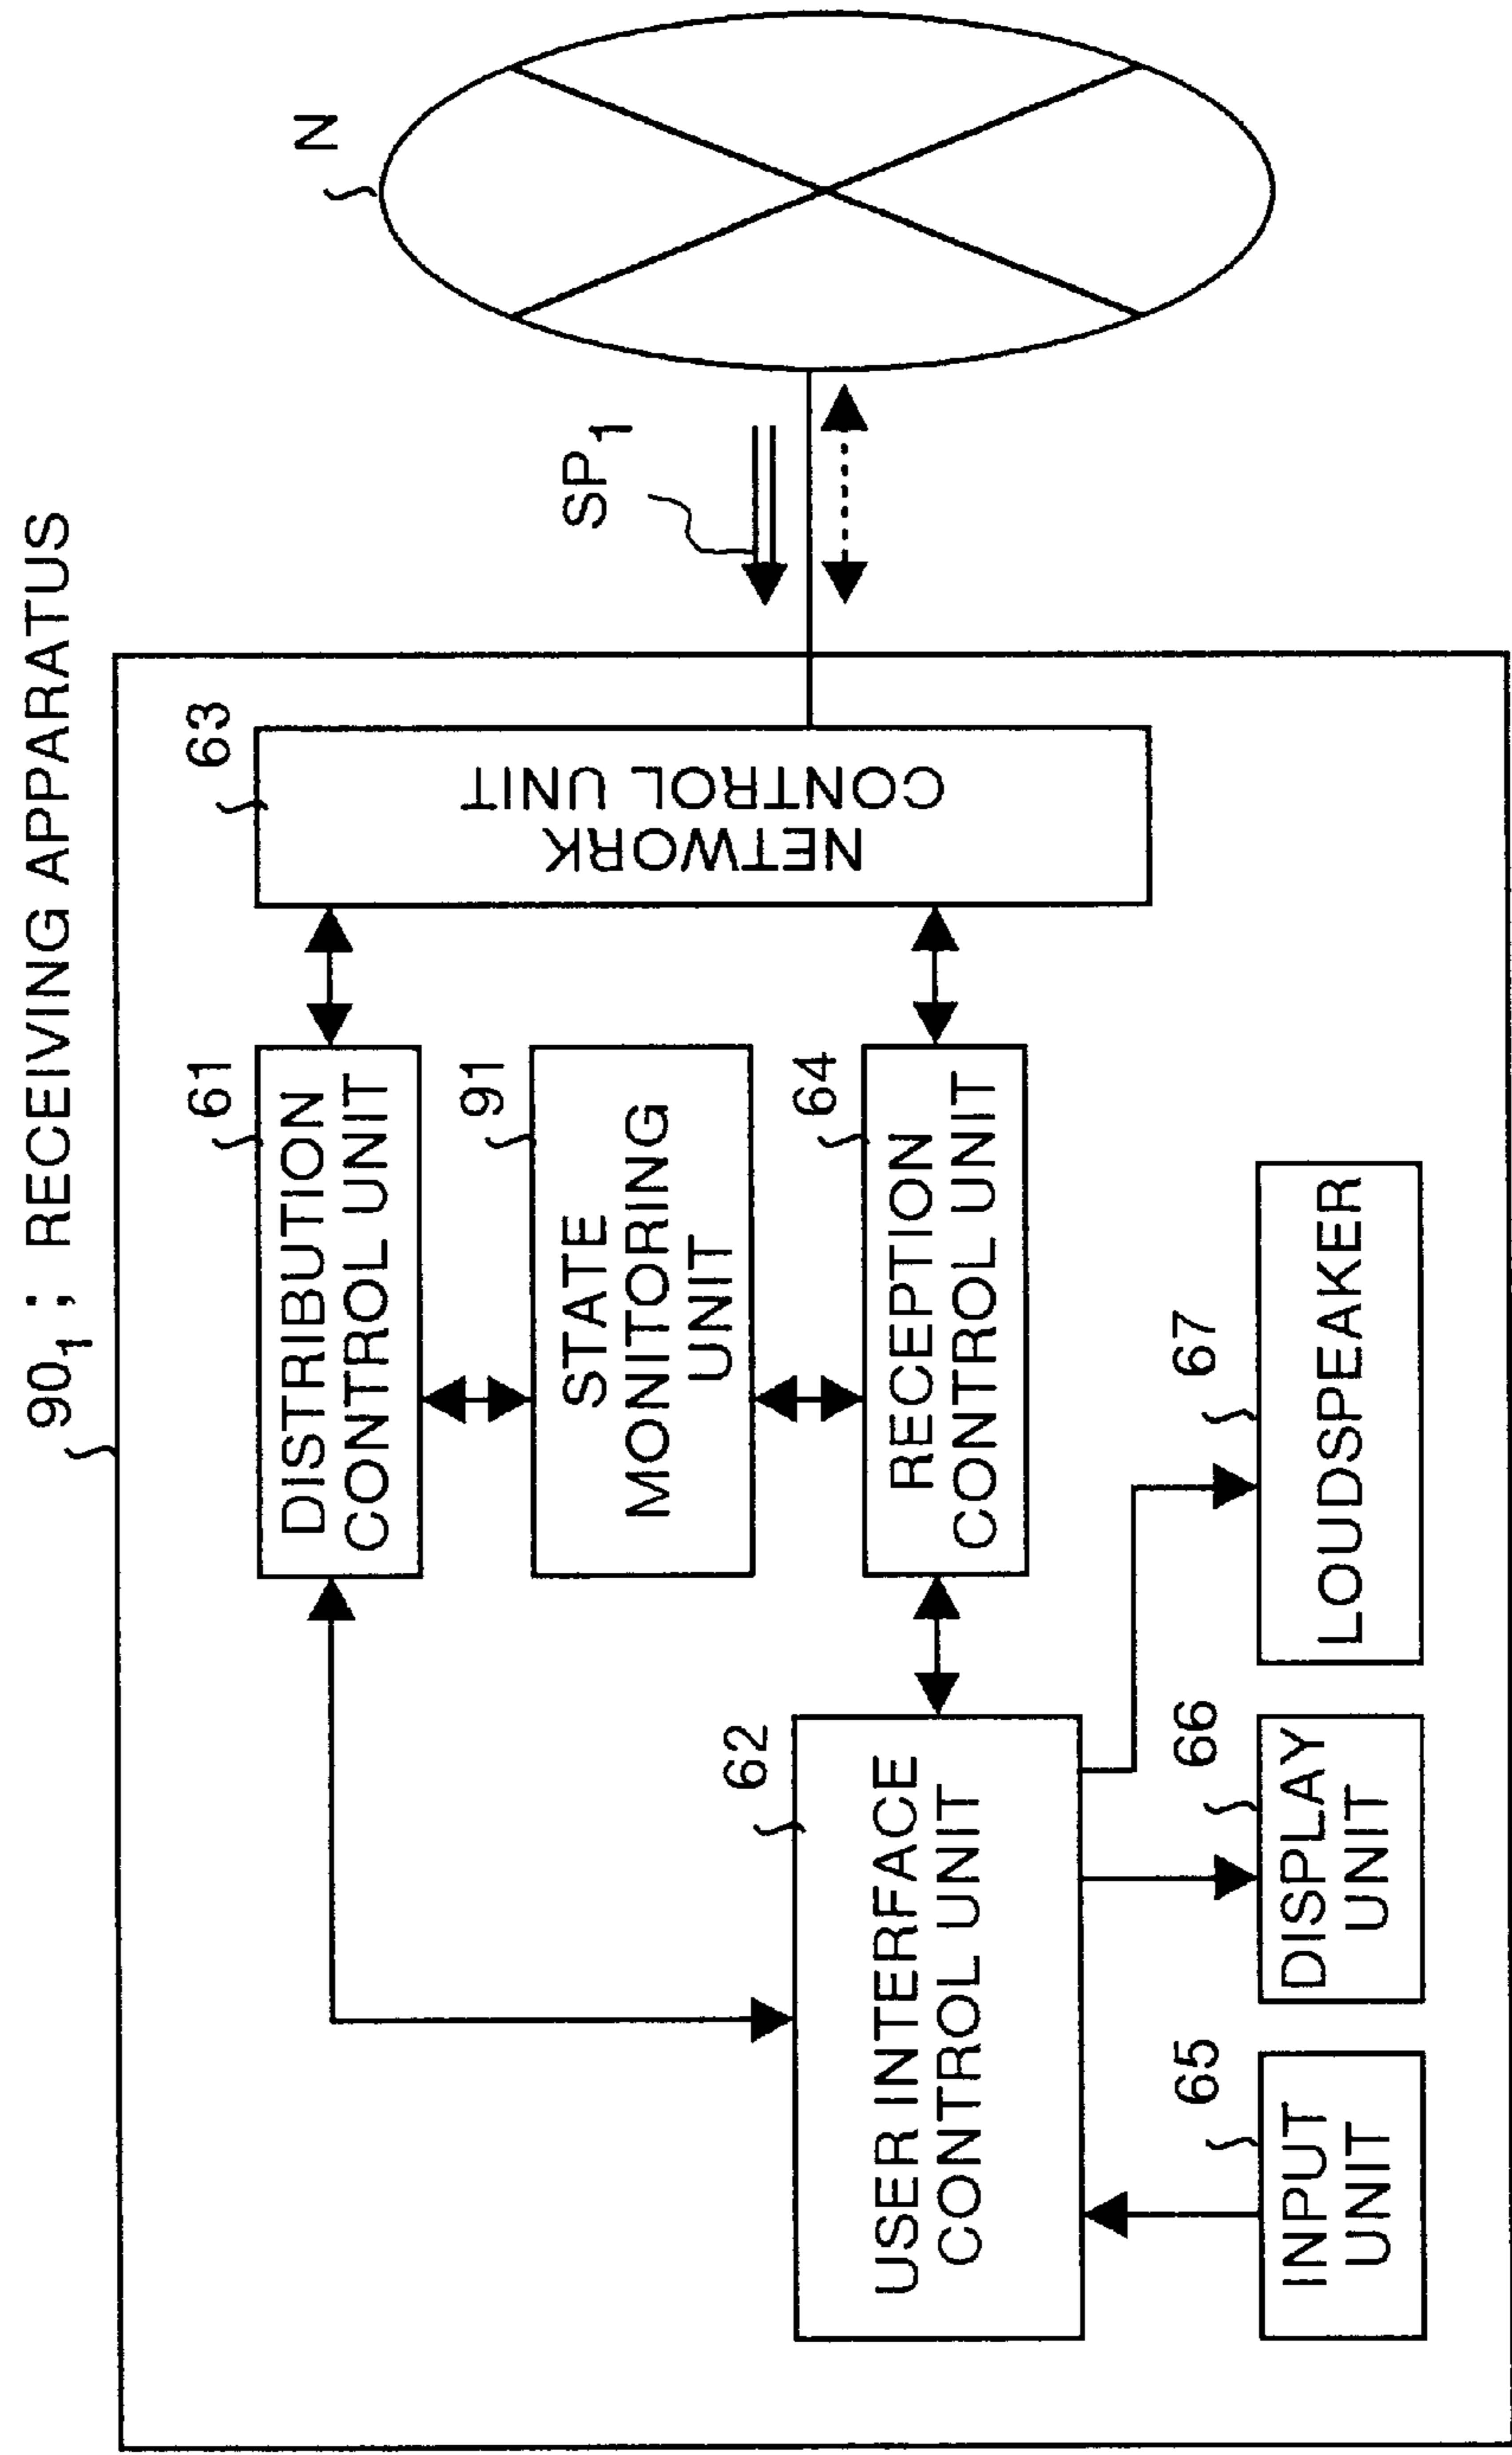 90₁ ; RECEIVING APPARATUS
N
SP₁
63
NETWORK
CONTROL UNIT
61
DISTRIBUTION
CONTROL UNIT
91
STATE
MONITORING
UNIT
64
RECEPTION
CONTROL UNIT
62
USER INTERFACE
CONTROL UNIT
65
INPUT
UNIT
66
DISPLAY
UNIT
67
LOUDSPEAKER